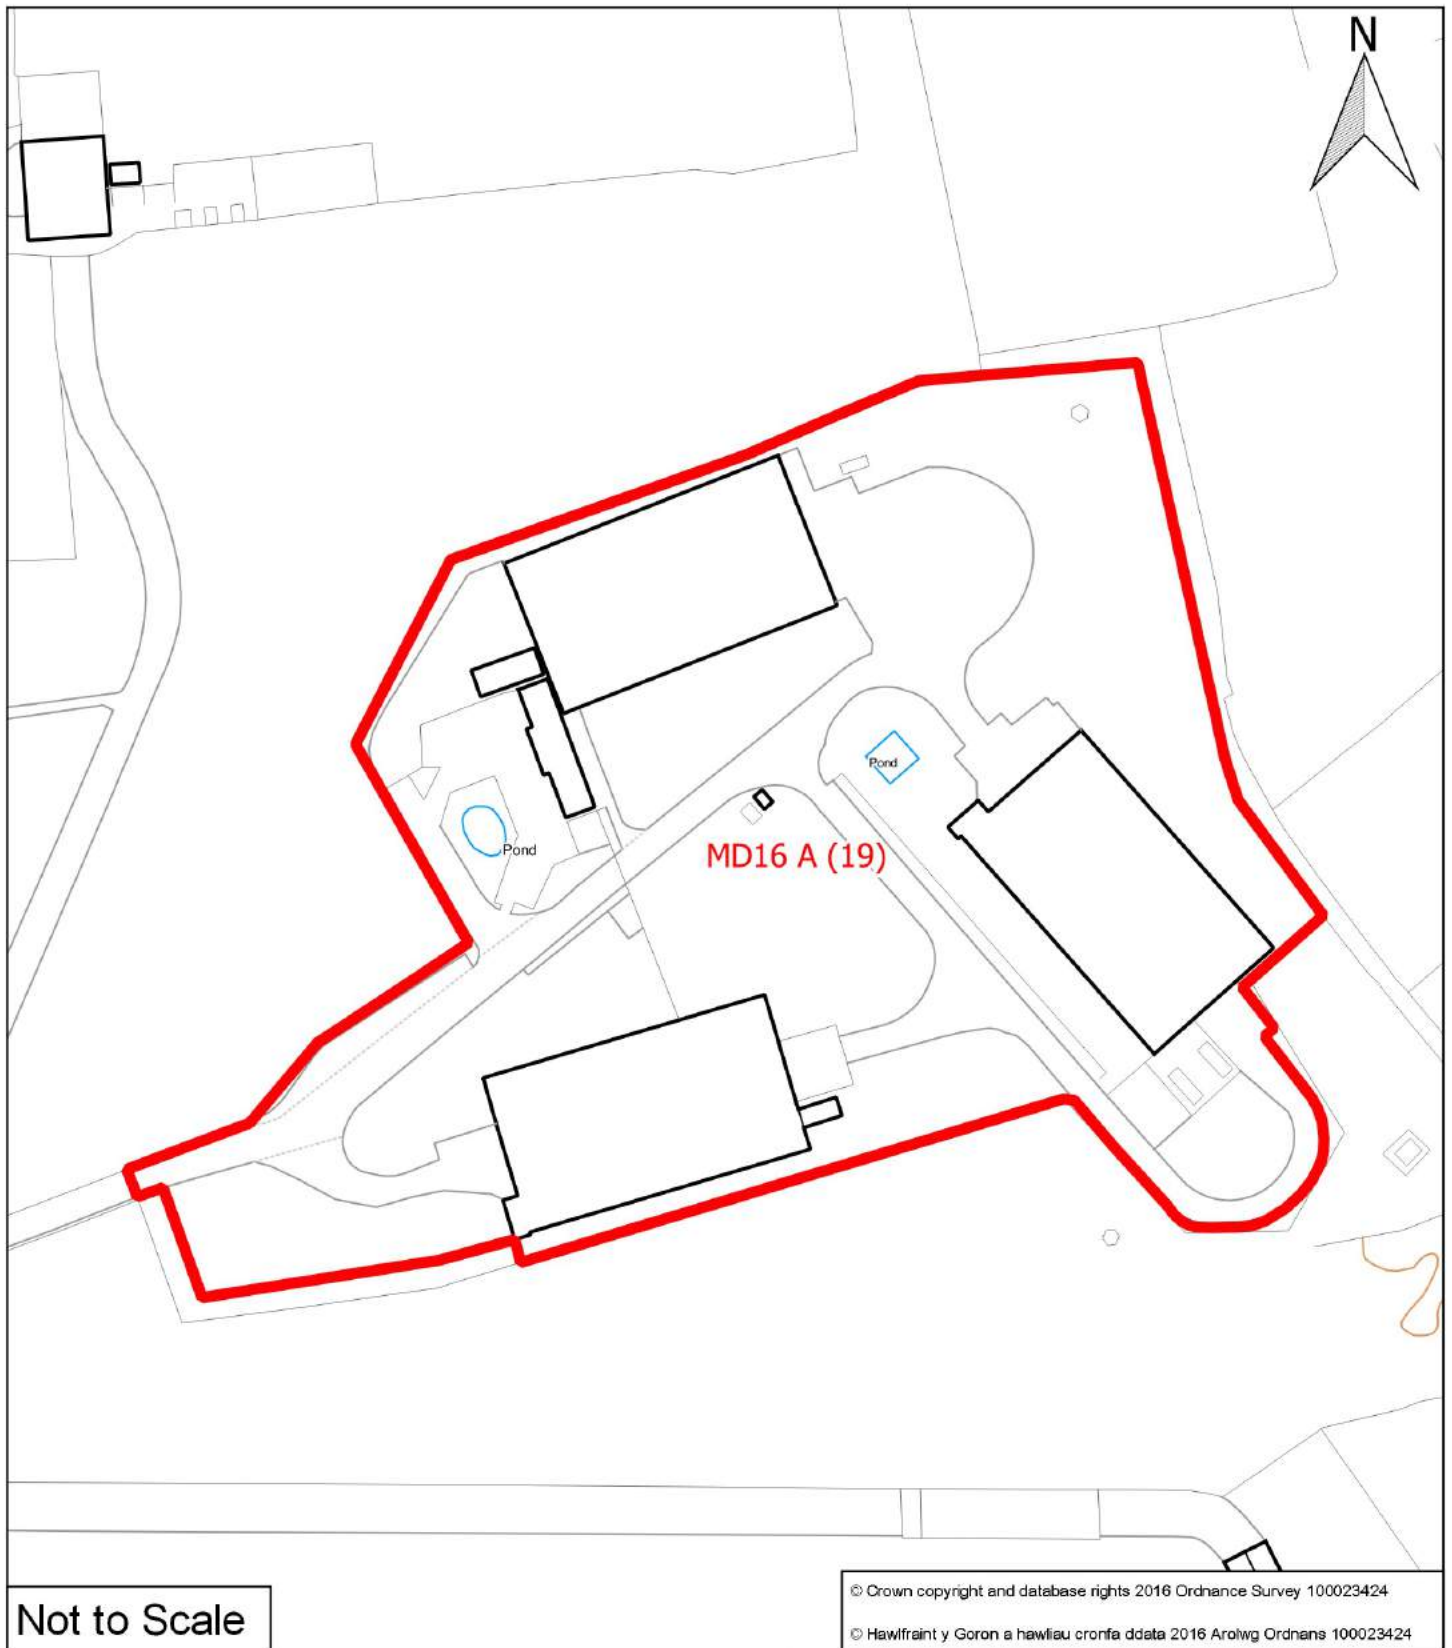 N
Pond
Pond
MD16 A (19)
Not to Scale
© Crown copyright and database rights 2016 Ordnance Survey 100023424
© Hawlfraint y Goron a hawliau cronfa ddata 2016 Arolwg Ordnans 100023424